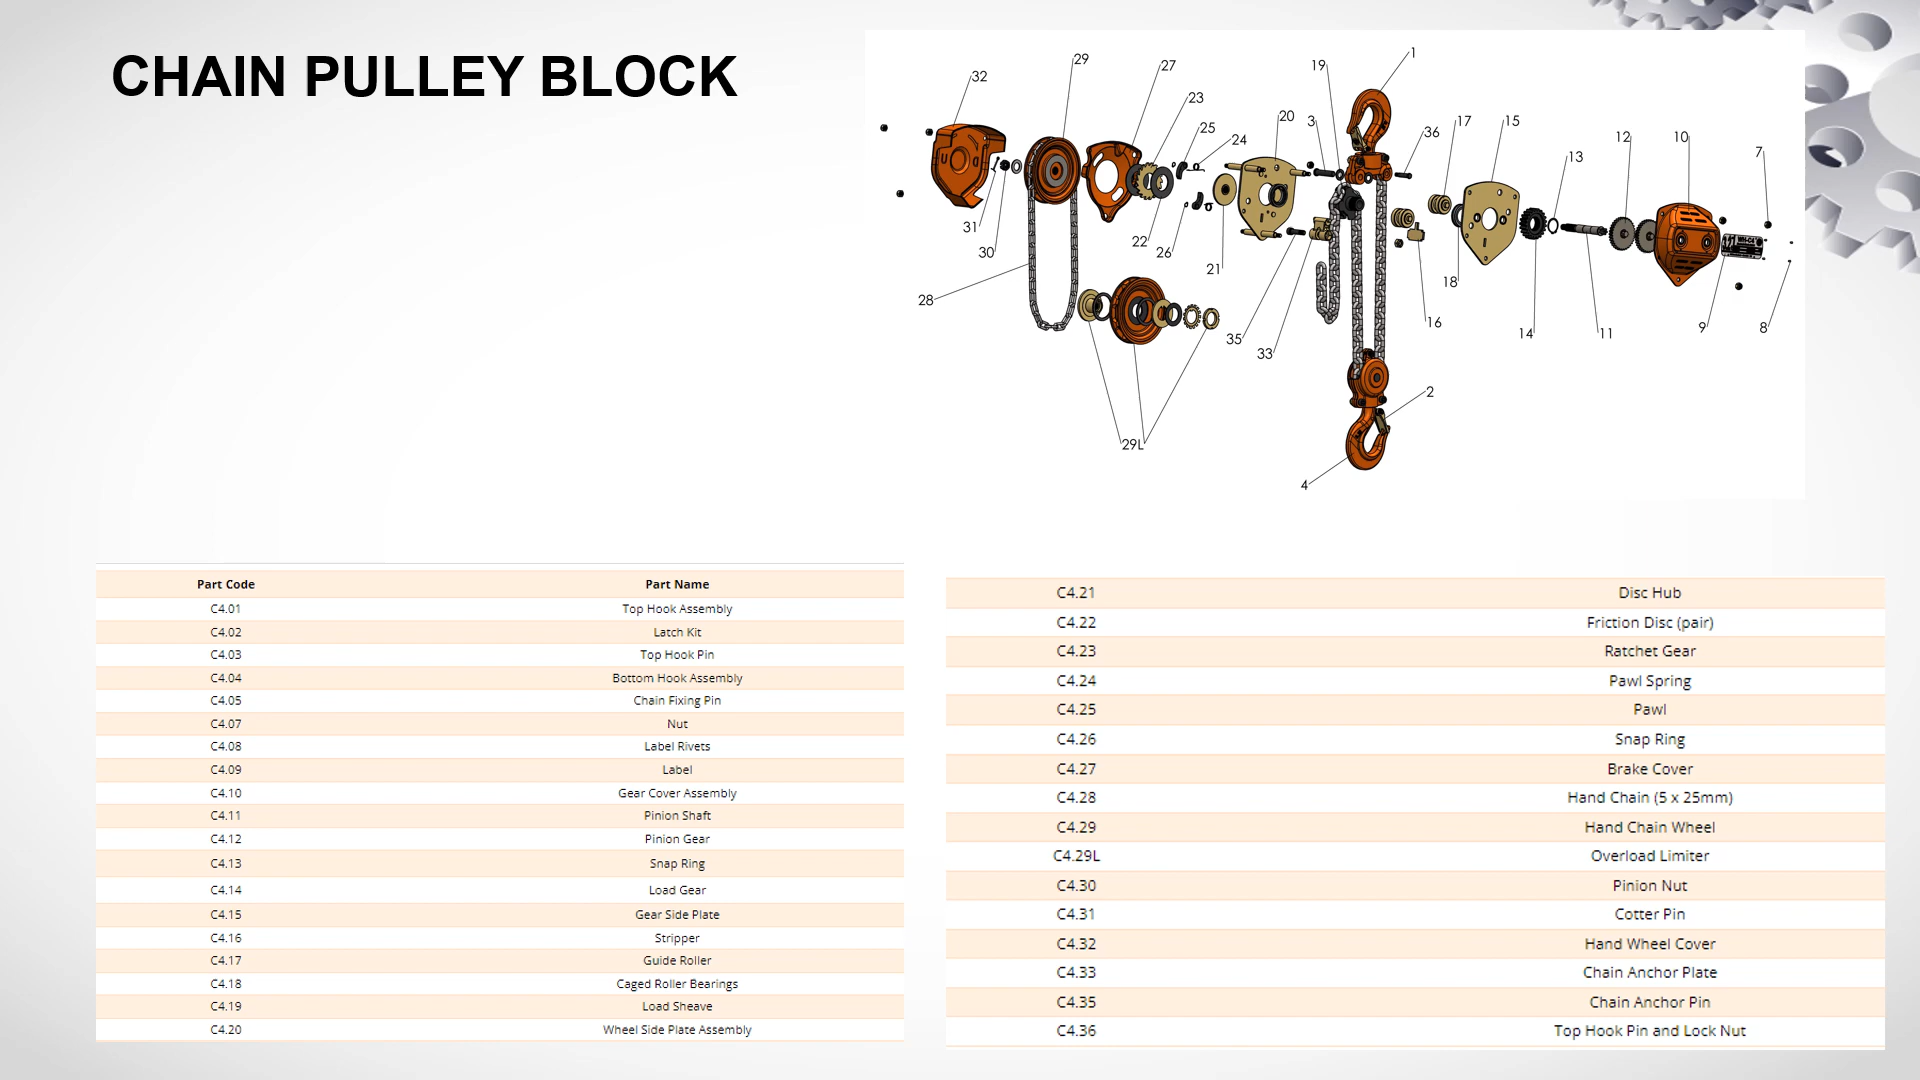 CHAIN PULLEY BLOCK
32
29
27
23
25
24
20
3
19
1
36
17
15
13
12
10
7
31
30
22
26
21
28
18
16
14
11
9
8
35
33
2
29L
4
Part Code Part Name
C4.01 Top Hook Assembly
C4.02 Latch Kit
C4.03 Top Hook Pin
C4.04 Bottom Hook Assembly
C4.05 Chain Fixing Pin
C4.07 Nut
C4.08 Label Rivets
C4.09 Label
C4.10 Gear Cover Assembly
C4.11 Pinion Shaft
C4.12 Pinion Gear
C4.13 Snap Ring
C4.14 Load Gear
C4.15 Gear Side Plate
C4.16 Stripper
C4.17 Guide Roller
C4.18 Caged Roller Bearings
C4.19 Load Sheave
C4.20 Wheel Side Plate Assembly
C4.21 Disc Hub
C4.22 Friction Disc (pair)
C4.23 Ratchet Gear
C4.24 Pawl Spring
C4.25 Pawl
C4.26 Snap Ring
C4.27 Brake Cover
C4.28 Hand Chain (5 x 25mm)
C4.29 Hand Chain Wheel
C4.29L Overload Limiter
C4.30 Pinion Nut
C4.31 Cotter Pin
C4.32 Hand Wheel Cover
C4.33 Chain Anchor Plate
C4.35 Chain Anchor Pin
C4.36 Top Hook Pin and Lock Nut